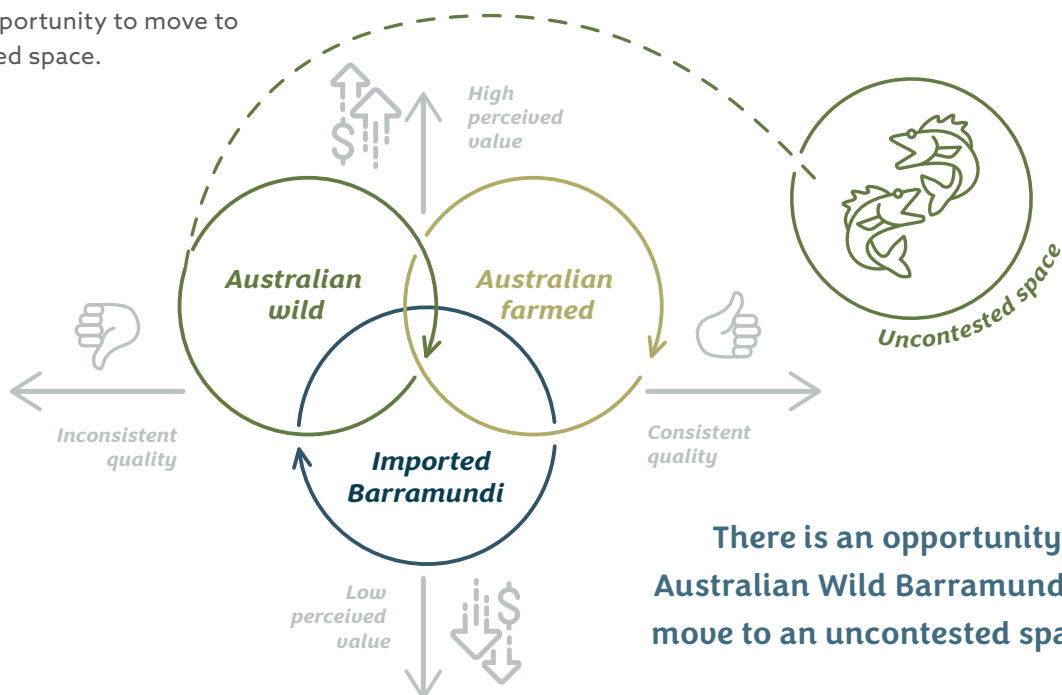 portunity to move to
ed space.
High
perceived
value
Australian
wild
Australian
farmed
Uncontested space
Inconsistent
quality
Consistent
quality
Imported
Barramundi
Low
perceived
value
$
$
There is an opportunity
Australian Wild Barramund
move to an uncontested spa